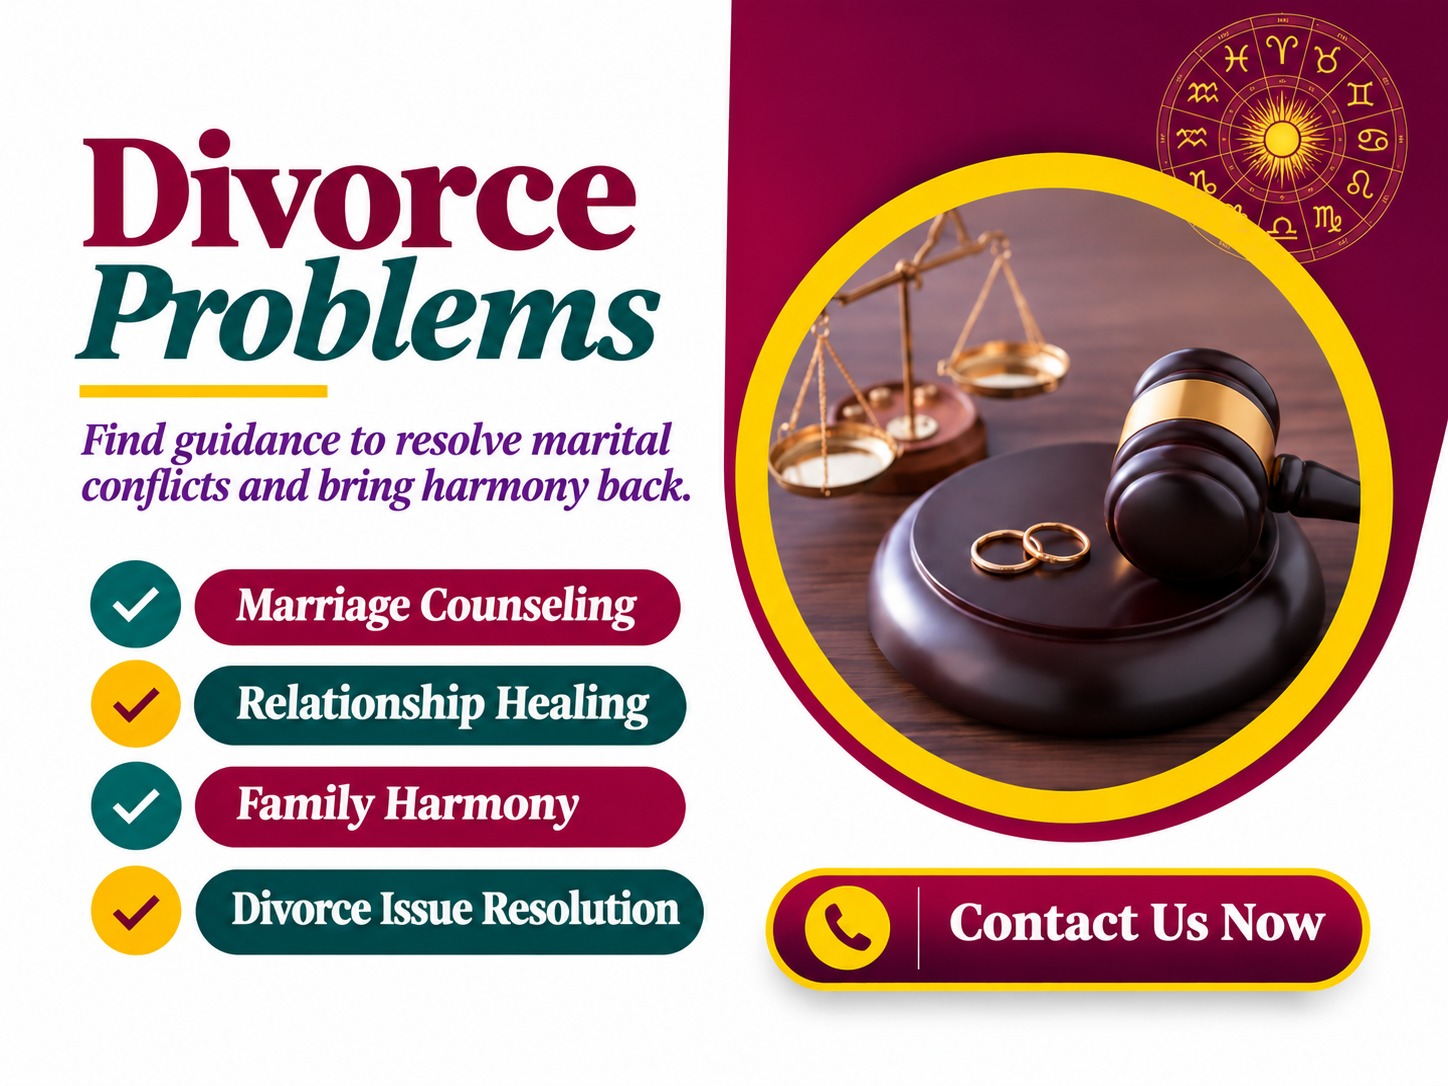 Divorce
Problems
Find guidance to resolve marital
conflicts and bring harmony back.
Marriage Counseling
Relationship Healing
Family Harmony
Divorce Issue Resolution
Contact Us Now